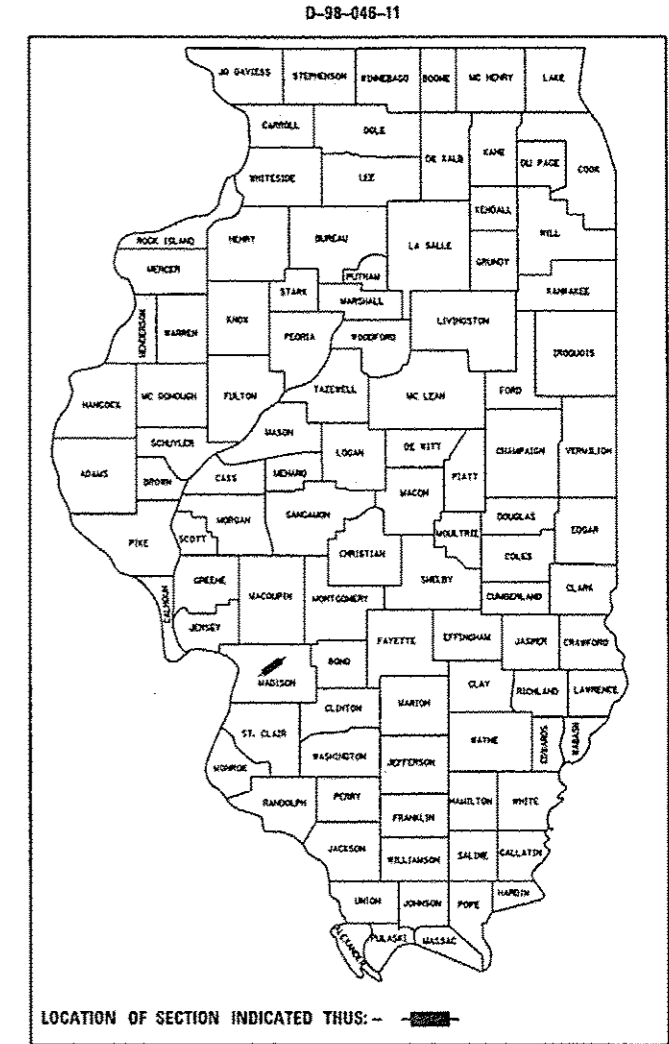 D-98-046-11
JO DAVIESS STEPHENSON WINNEBAGO BOONE MC HENRY LAKE
CARROLL OGLE DE KALB KANE DU PAGE COOK
WHITESIDE LEE KENDALL WILL
ROCK ISLAND HENRY BUREAU LA SALLE GRUNDY
MERCER PUTNAM KANKAKEE
STARK MARSHALL
HENDERSON WARREN KNOX PEORIA WOODFORD LIVINGSTON IROQUOIS
HANCOCK MC DONOUGH FULTON TAZEWELL MC LEAN FORD
SCHUYLER MASON LOGAN DE WITT CHAMPAIGN VERMILION
ADAMS BROWN CASS MENARD MACON PIATT
PIKE SCOTT MORGAN SANGAMON MOULTRIE DOUGLAS EDGAR
CHRISTIAN COLES
CALHOUN GREENE MACOUPIN MONTGOMERY SHELBY CUMBERLAND CLARK
JERSEY FAYETTE EFFINGHAM JASPER CRAWFORD
MADISON BOND CLAY RICHLAND LAWRENCE
CLINTON MARION
ST. CLAIR WAYNE EDWARDS WABASH
MONROE WASHINGTON JEFFERSON
RANDOLPH PERRY HAMILTON WHITE
FRANKLIN
JACKSON WILLIAMSON SALINE GALLATIN
UNION JOHNSON POPE HARDIN
ALEXANDER PULASKI MASSAC
LOCATION OF SECTION INDICATED THUS: -